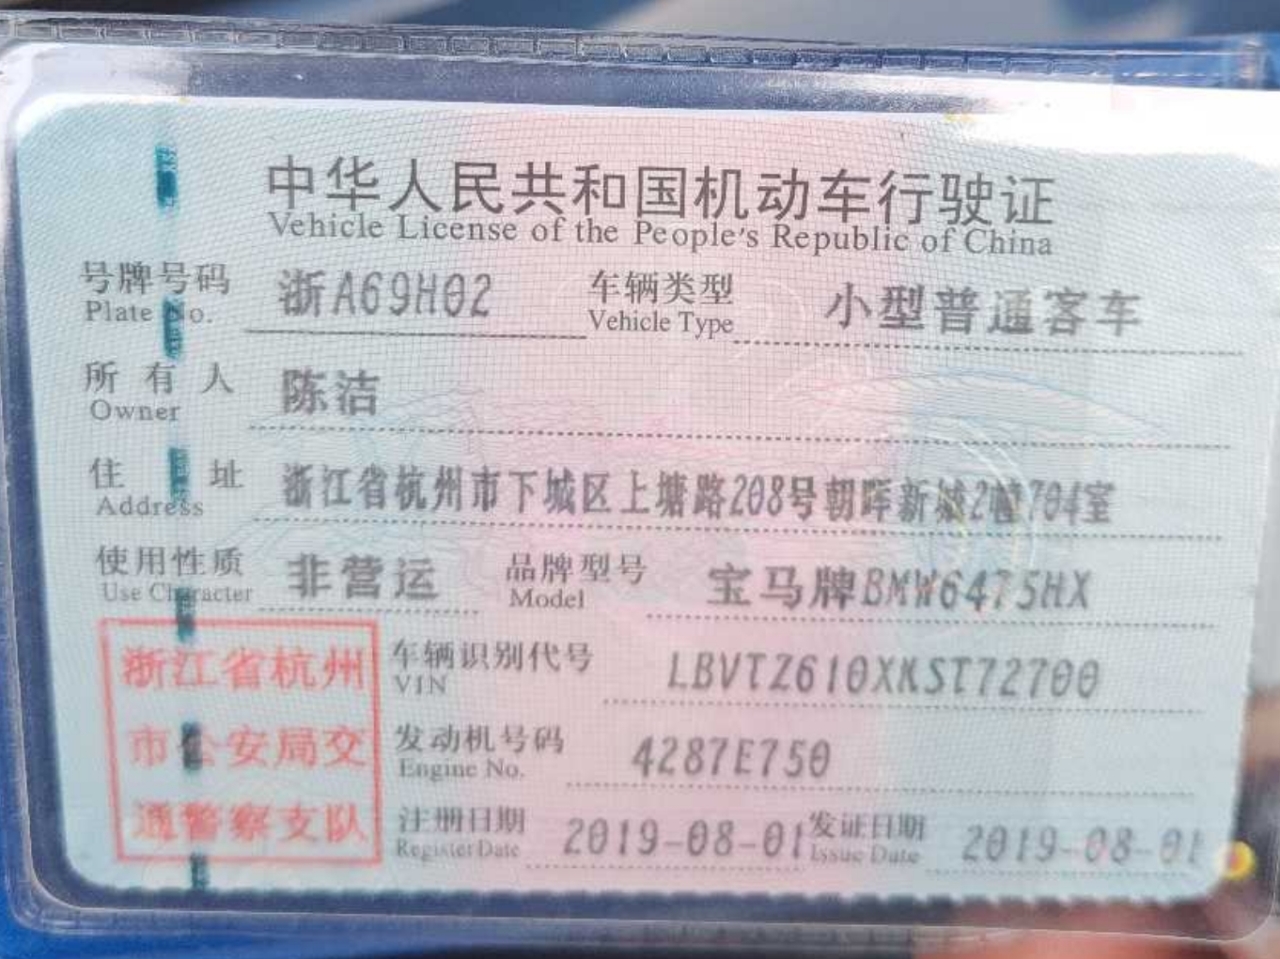 中华人民共和国机动车行驶证
Vehicle License of the People's Republic of China
号牌号码 浙A69H02 车辆类型 小型普通客车
Plate No. Vehicle Type
所有人 陈洁
Owner
住址 浙江省杭州市下城区上塘路208号朝晖新城2幢704室
Address
使用性质 非营运 品牌型号 宝马牌BMW6475HX
Use Character Model
浙江省杭州 车辆识别代号 LBVTZ610XKST72700
VIN
市公安局交 发动机号码 4287E750
Engine No.
通警察支队 注册日期 2019-08-01 发证日期 2019-08-01
Register Date Issue Date